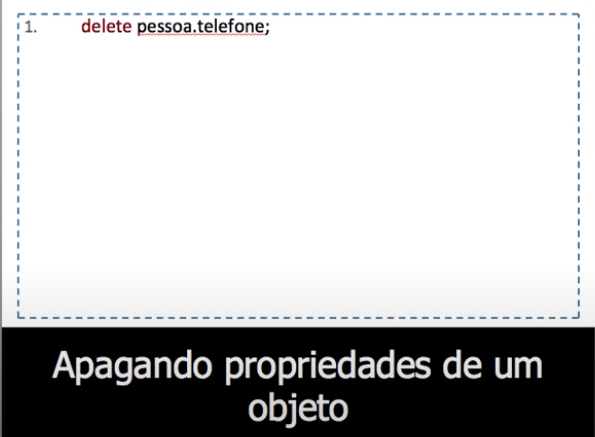 1. delete pessoa.telefone;
Apagando propriedades de um
objeto